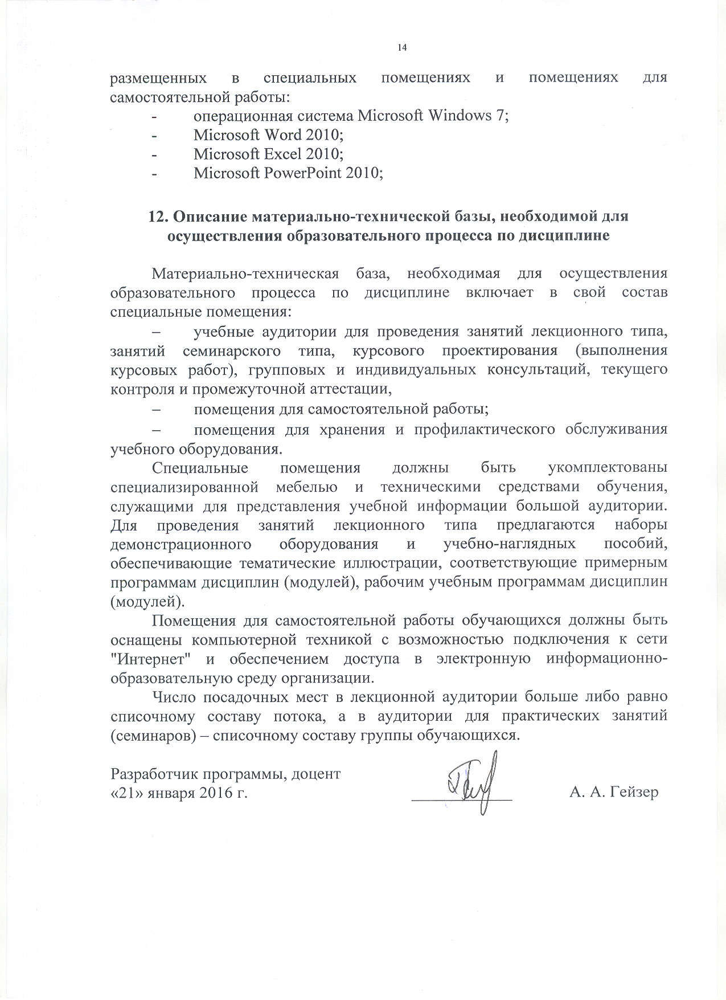 14
размещенных в специальных помещениях и помещениях для
самостоятельной работы:
- операционная система Microsoft Windows 7;
- Microsoft Word 2010;
- Microsoft Excel 2010;
- Microsoft PowerPoint 2010;
12. Описание материально-технической базы, необходимой для
осуществления образовательного процесса по дисциплине
Материально-техническая база, необходимая для осуществления
образовательного процесса по дисциплине включает в свой состав
специальные помещения:
– учебные аудитории для проведения занятий лекционного типа,
занятий семинарского типа, курсового проектирования (выполнения
курсовых работ), групповых и индивидуальных консультаций, текущего
контроля и промежуточной аттестации,
– помещения для самостоятельной работы;
– помещения для хранения и профилактического обслуживания
учебного оборудования.
Специальные помещения должны быть укомплектованы
специализированной мебелью и техническими средствами обучения,
служащими для представления учебной информации большой аудитории.
Для проведения занятий лекционного типа предлагаются наборы
демонстрационного оборудования и учебно-наглядных пособий,
обеспечивающие тематические иллюстрации, соответствующие примерным
программам дисциплин (модулей), рабочим учебным программам дисциплин
(модулей).
Помещения для самостоятельной работы обучающихся должны быть
оснащены компьютерной техникой с возможностью подключения к сети
"Интернет" и обеспечением доступа в электронную информационно-
образовательную среду организации.
Число посадочных мест в лекционной аудитории больше либо равно
списочному составу потока, а в аудитории для практических занятий
(семинаров) – списочному составу группы обучающихся.
Разработчик программы, доцент
«21» января 2016 г. А. А. Гейзер